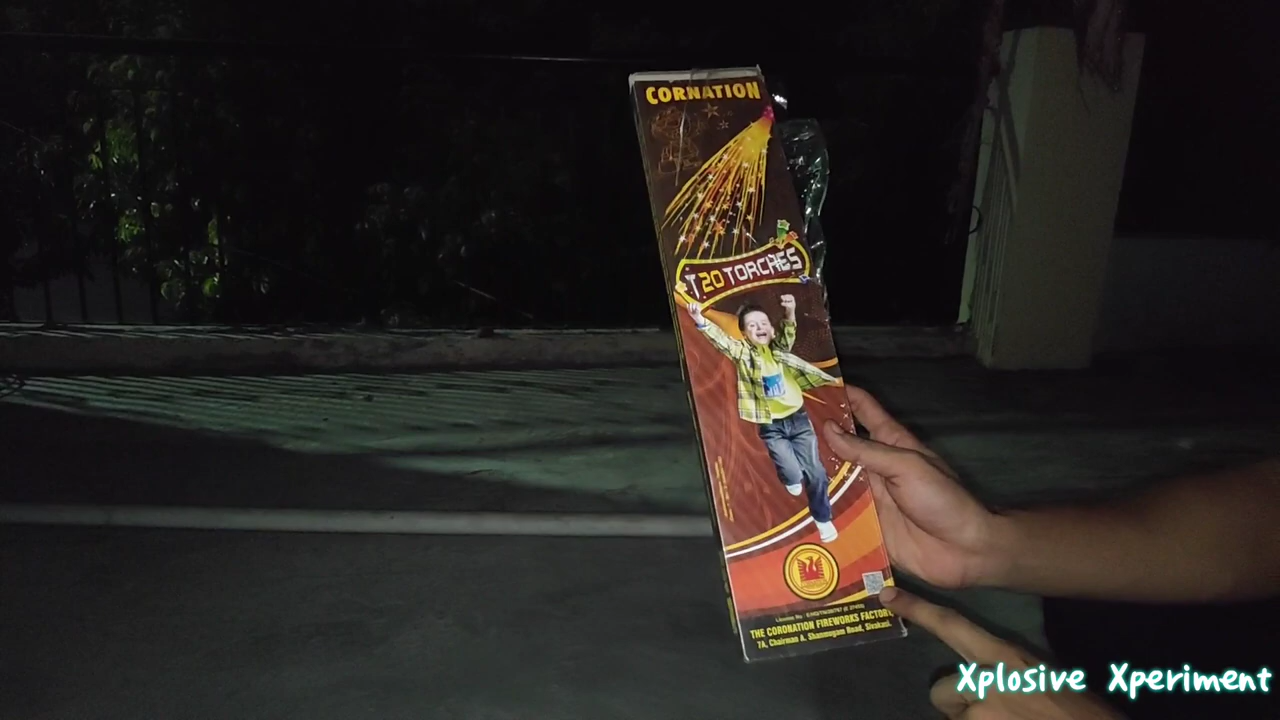 CORNATION
T20 TORCHES
THE CORONATION FIREWORKS FACTORY,
7A, Chairman A. Shanmugam Road, Sivakasi.
Xplosive Xperiment